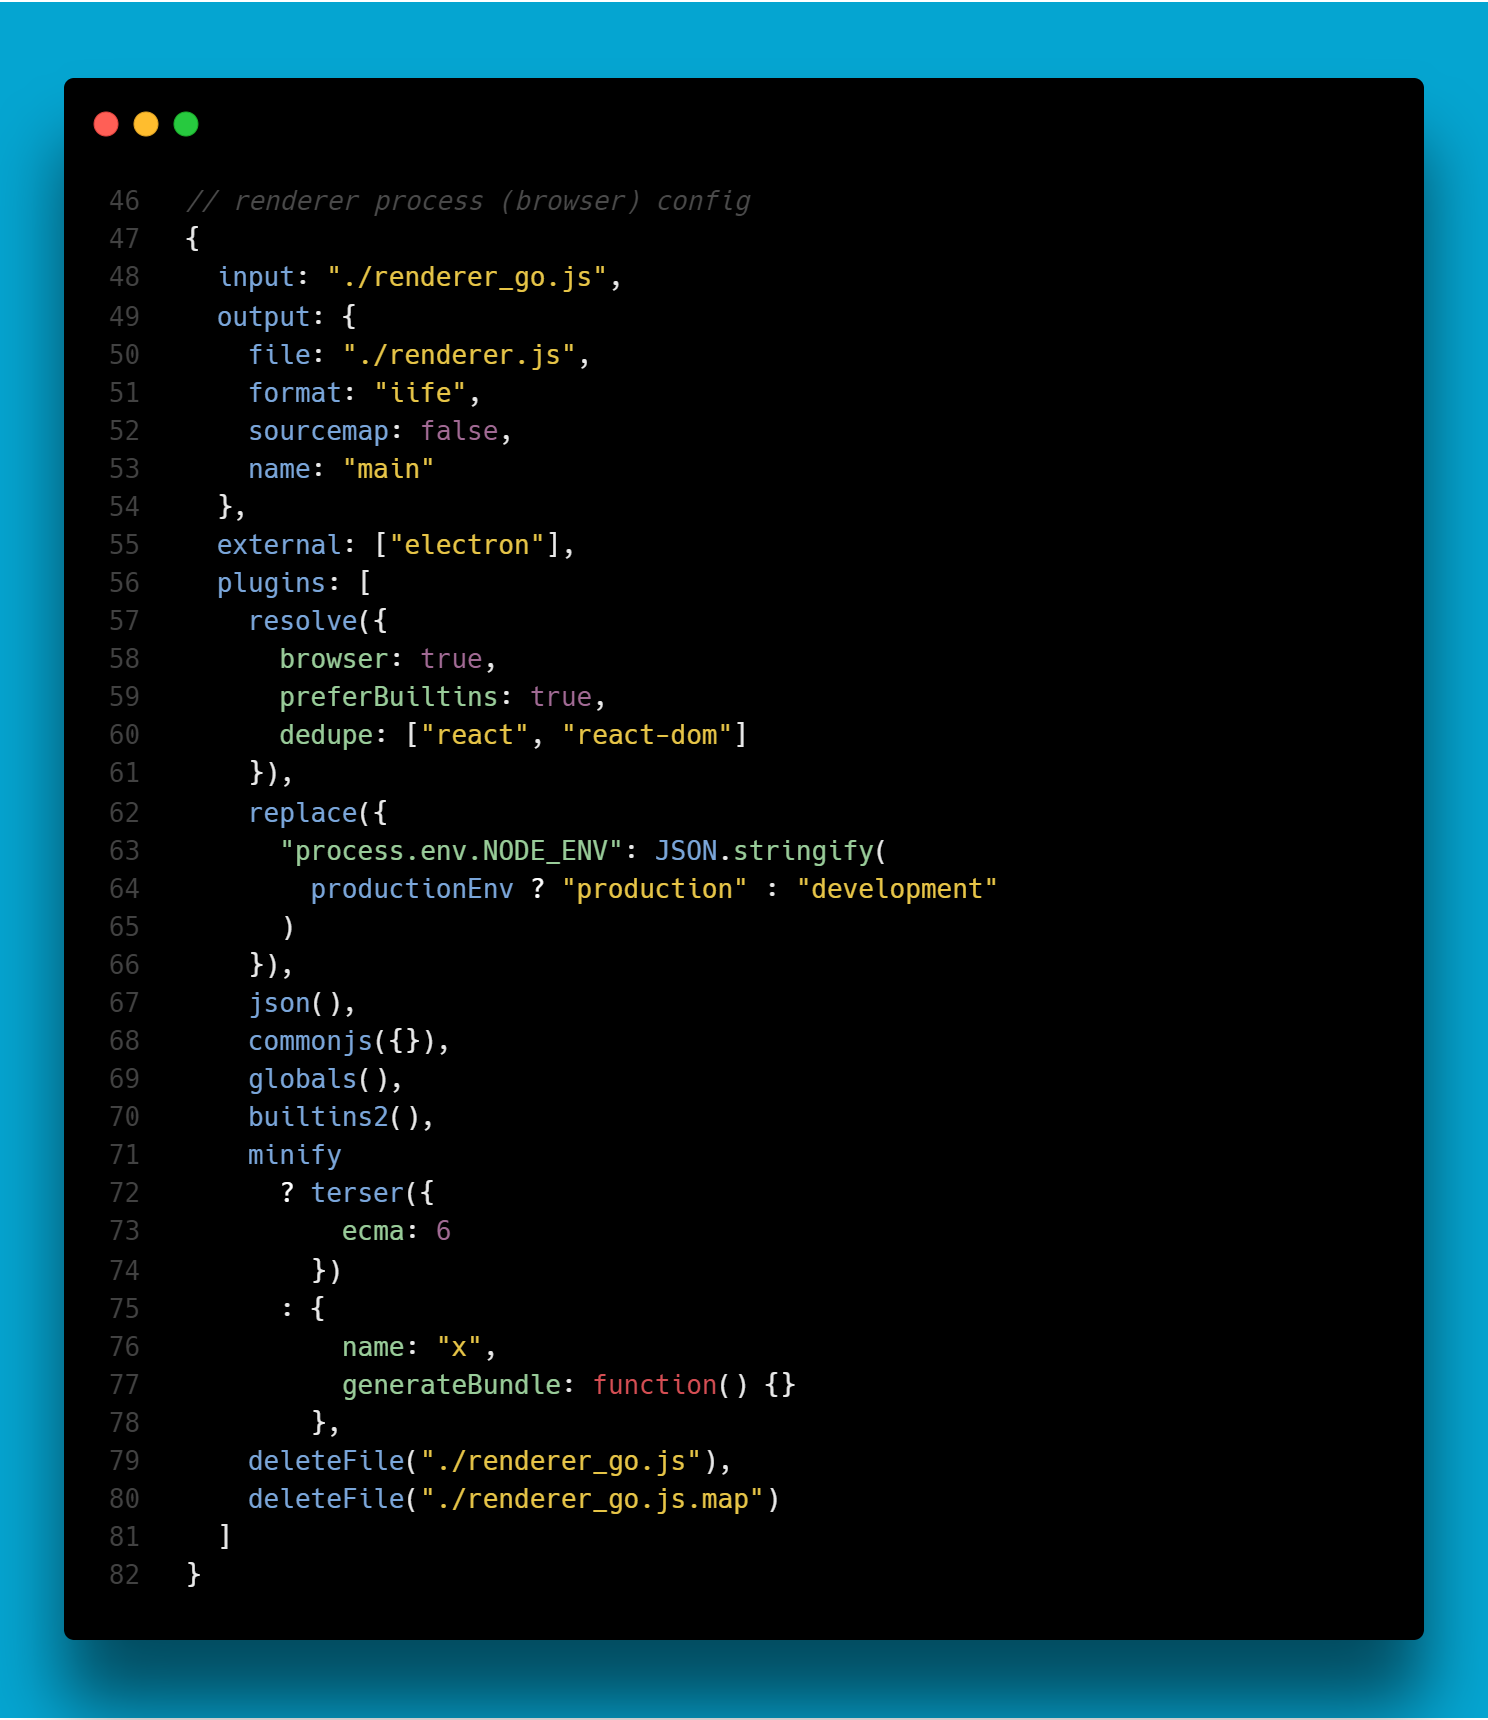 46 // renderer process (browser) config
47 {
48   input: "./renderer_go.js",
49   output: {
50     file: "./renderer.js",
51     format: "iife",
52     sourcemap: false,
53     name: "main"
54   },
55   external: ["electron"],
56   plugins: [
57     resolve({
58       browser: true,
59       preferBuiltins: true,
60       dedupe: ["react", "react-dom"]
61     }),
62     replace({
63       "process.env.NODE_ENV": JSON.stringify(
64         productionEnv ? "production" : "development"
65       )
66     }),
67     json(),
68     commonjs({}),
69     globals(),
70     builtins2(),
71     minify
72       ? terser({
73           ecma: 6
74         })
75       : {
76           name: "x",
77           generateBundle: function() {}
78         },
79     deleteFile("./renderer_go.js"),
80     deleteFile("./renderer_go.js.map")
81   ]
82 }